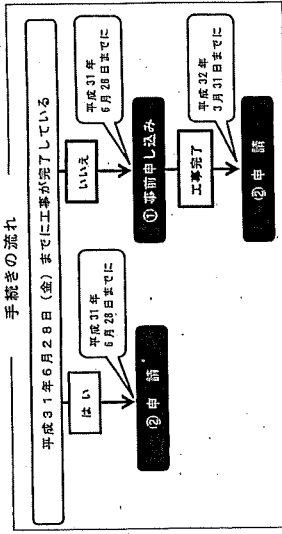 手続きの流れ
平成31年6月28日（金）までに工事が完了している
はい
平成31年
6月28日までに
②申　請
いいえ
平成31年
6月28日までに
①事前申し込み
工事完了
平成32年
3月31日までに
②申　請